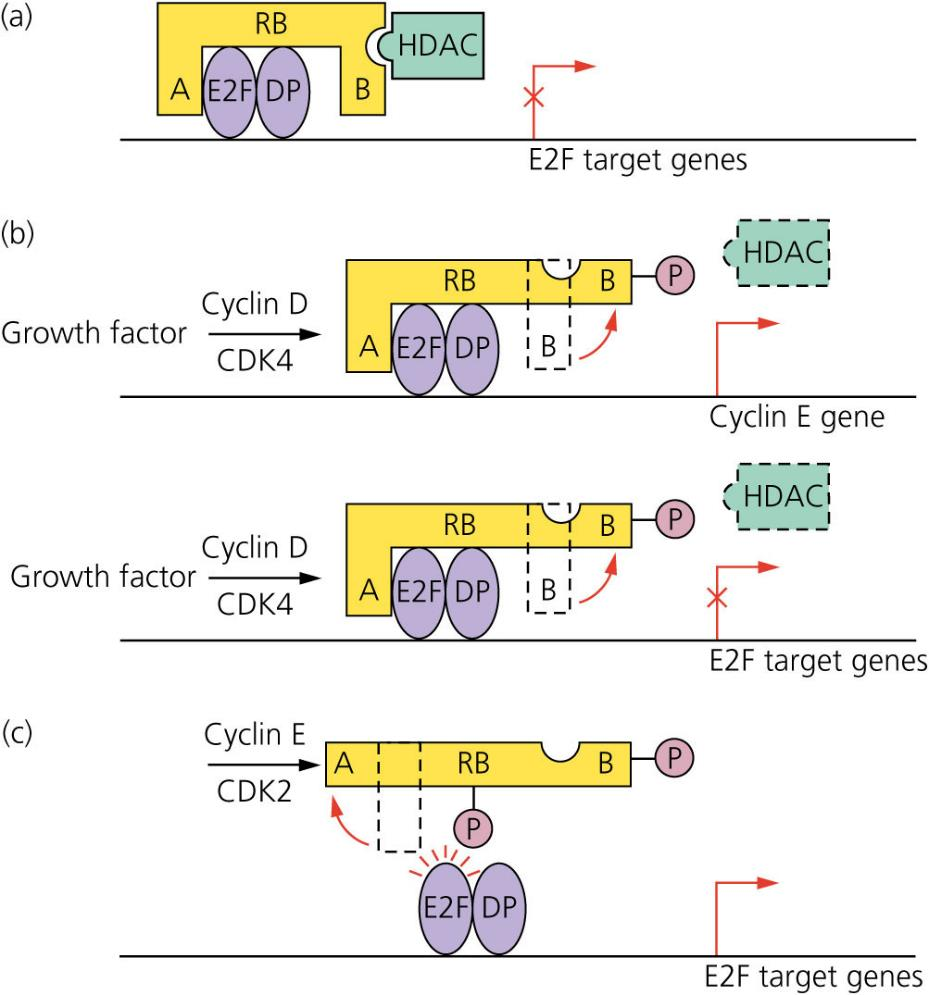 (a)
RB
HDAC
A
E2F
DP
B
E2F target genes
(b)
HDAC
RB
B
P
Cyclin D
Growth factor
CDK4
A
E2F
DP
B
Cyclin E gene
HDAC
RB
B
P
Cyclin D
Growth factor
CDK4
A
E2F
DP
B
E2F target genes
(c)
Cyclin E
CDK2
A
RB
B
P
P
E2F
DP
E2F target genes